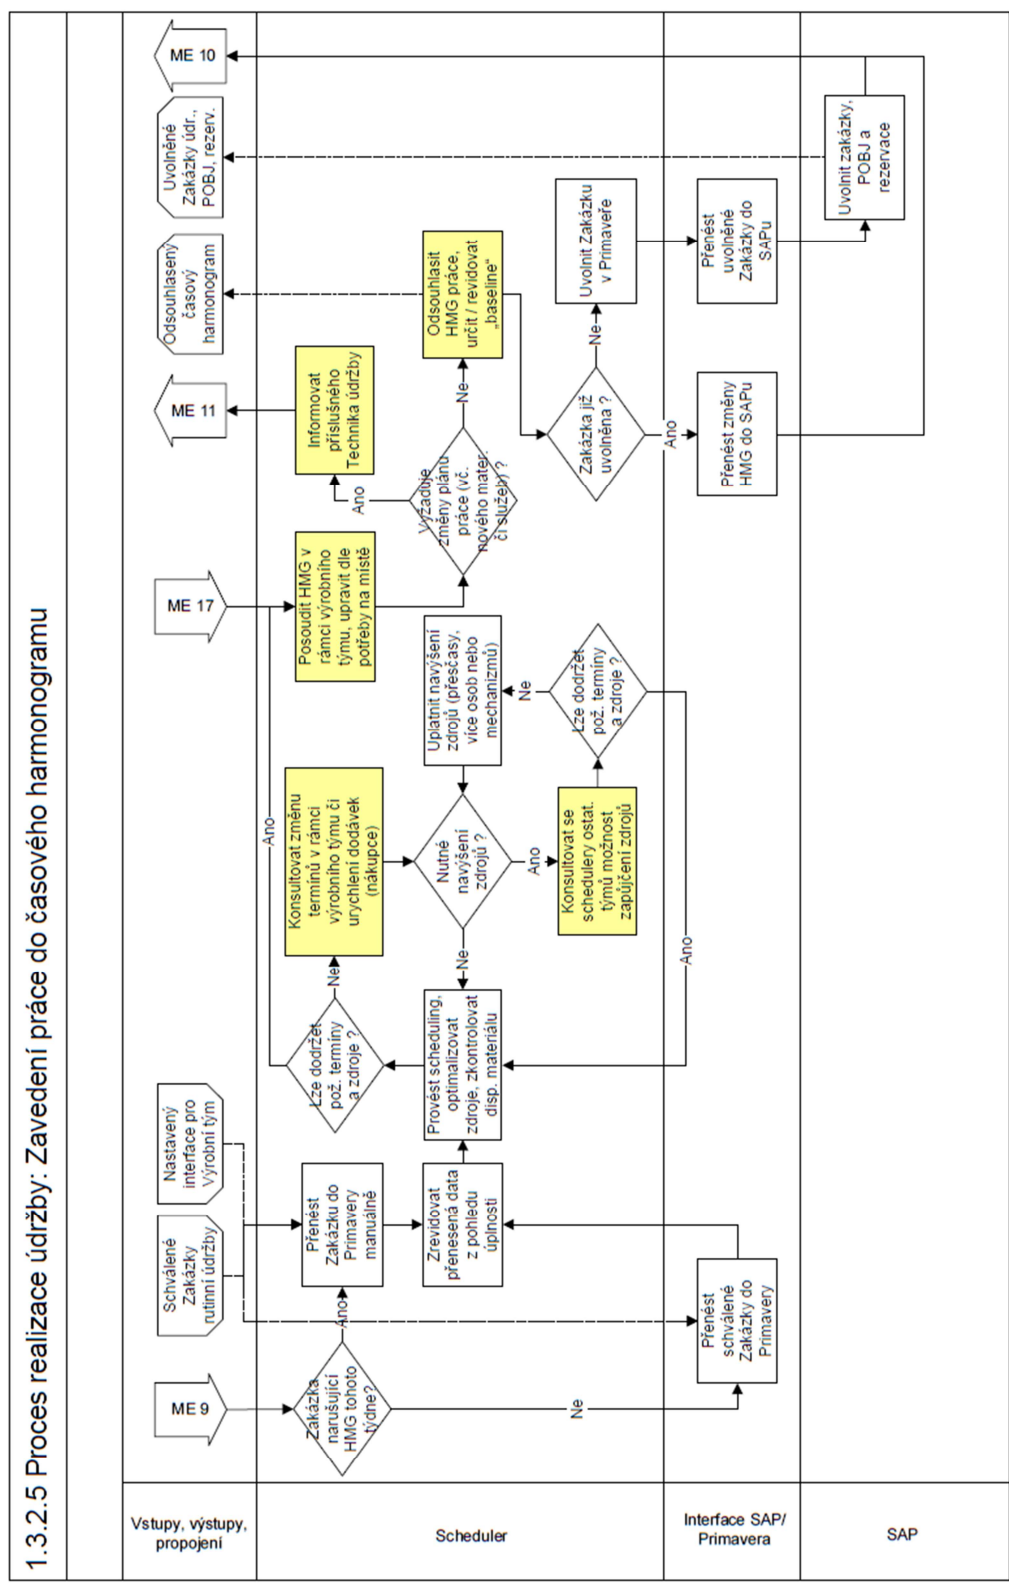 1.3.2.5 Proces realizace údržby: Zavedení práce do časového harmonogramu
Vstupy, výstupy,
propojení
ME 9
Schválené
Zakázky
rutinní údržby
Nastavený
interface pro
Výrobní tým
ME 17
ME 11
Odsouhlasený
časový
harmonogram
Uvolněné
Zakázky údr.,
POBJ, rezerv.
ME 10
Scheduler
Zakázka
narušující
HMG tohoto
týdne?
Ano
Ne
Přenést
Zakázku do
Primavery
manuálně
Zrevidovat
přenesená data
z pohledu
úplnosti
Provést scheduling,
optimalizovat
zdroje, zkontrolovat
disp. materiálu
Lze dodržet
pož. termíny
a zdroje ?
Ano
Ne
Konsultovat změnu
termínů v rámci
výrobního týmu či
urychlení dodávek
(nákupce)
Nutné
navýšení
zdrojů ?
Ne
Ano
Konsultovat se
schedulery ostat.
týmů možnost
zapůjčení zdrojů
Lze dodržet
pož. termíny
a zdroje ?
Ne
Ano
Uplatnit navýšení
zdrojů (přesčasy,
více osob nebo
mechanizmů)
Posoudit HMG v
rámci výrobního
týmu, upravit dle
potřeby na místě
Vyžaduje
změny plánu
práce (vč.
nového mater.
či služeb) ?
Ano
Ne
Informovat
příslušného
Technika údržby
Odsouhlasit
HMG práce,
určit / revidovat
„baseline“
Zakázka již
uvolněna ?
Ne
Ano
Uvolnit Zakázku
v Primaveře
Interface SAP/
Primavera
Přenést
schválené
Zakázky do
Primavery
Přenést změny
HMG do SAPu
Přenést
uvolněné
Zakázky do
SAPu
SAP
Uvolnit zakázky,
POBJ a
rezervace